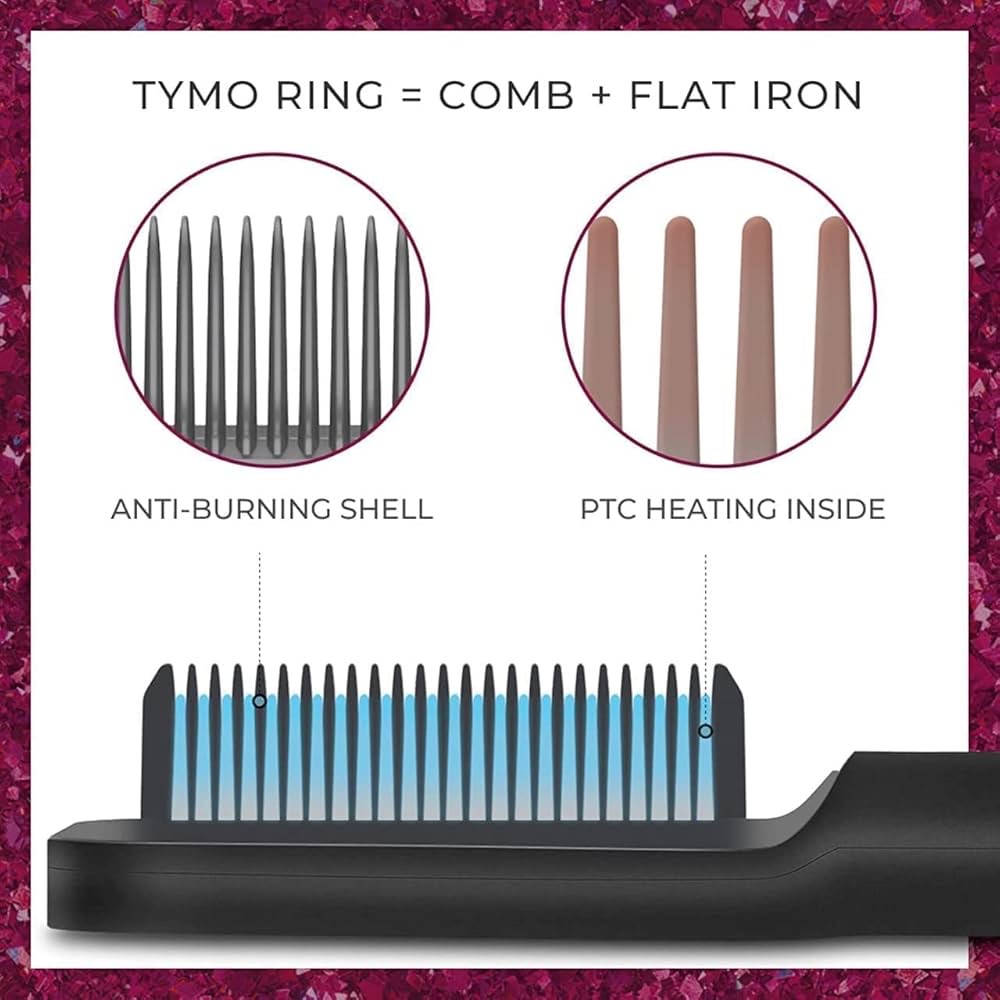 TYMO RING = COMB + FLAT IRON
ANTI-BURNING SHELL
PTC HEATING INSIDE